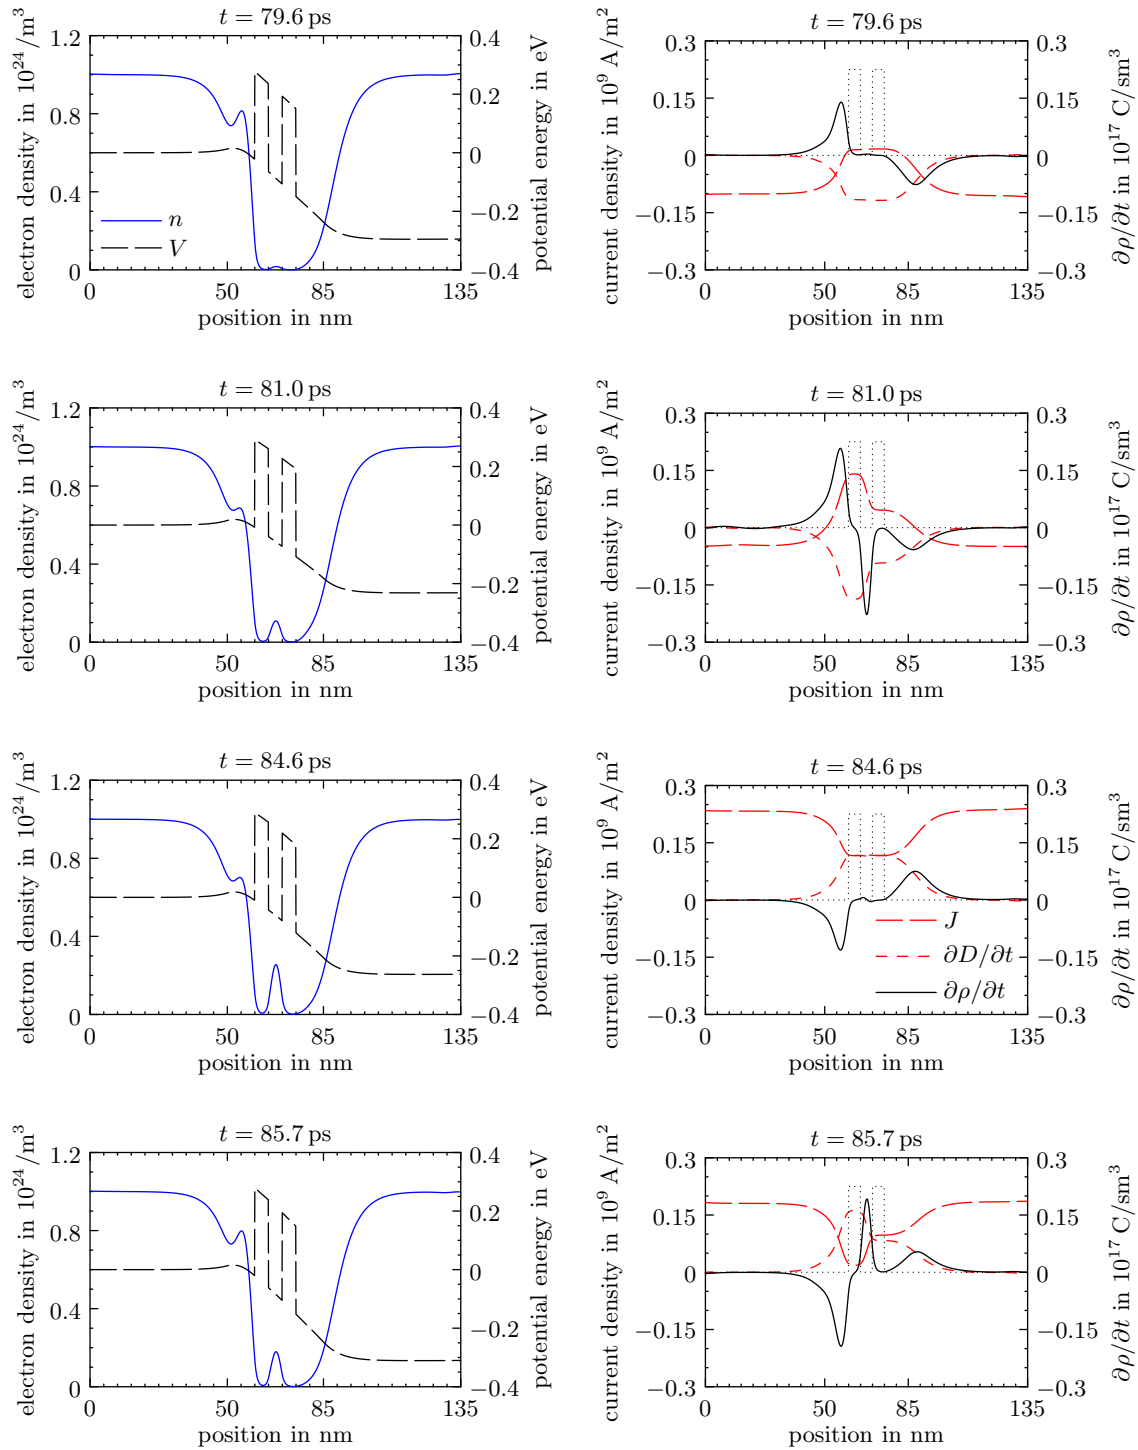 t = 79.6 ps
electron density in 10^24/m^3
1.2
0.8
0.4
0
0.4
0.2
0
−0.2
−0.4
potential energy in eV
n
V
0 50 85 135
position in nm
t = 79.6 ps
current density in 10^9 A/m^2
0.3
0.15
0
−0.15
−0.3
0.3
0.15
0
−0.15
−0.3
∂ρ/∂t in 10^17 C/sm^3
0 50 85 135
position in nm
t = 81.0 ps
electron density in 10^24/m^3
1.2
0.8
0.4
0
0.4
0.2
0
−0.2
−0.4
potential energy in eV
0 50 85 135
position in nm
t = 81.0 ps
current density in 10^9 A/m^2
0.3
0.15
0
−0.15
−0.3
0.3
0.15
0
−0.15
−0.3
∂ρ/∂t in 10^17 C/sm^3
0 50 85 135
position in nm
t = 84.6 ps
electron density in 10^24/m^3
1.2
0.8
0.4
0
0.4
0.2
0
−0.2
−0.4
potential energy in eV
0 50 85 135
position in nm
t = 84.6 ps
current density in 10^9 A/m^2
0.3
0.15
0
−0.15
−0.3
0.3
0.15
0
−0.15
−0.3
∂ρ/∂t in 10^17 C/sm^3
J
∂D/∂t
∂ρ/∂t
0 50 85 135
position in nm
t = 85.7 ps
electron density in 10^24/m^3
1.2
0.8
0.4
0
0.4
0.2
0
−0.2
−0.4
potential energy in eV
0 50 85 135
position in nm
t = 85.7 ps
current density in 10^9 A/m^2
0.3
0.15
0
−0.15
−0.3
0.3
0.15
0
−0.15
−0.3
∂ρ/∂t in 10^17 C/sm^3
0 50 85 135
position in nm